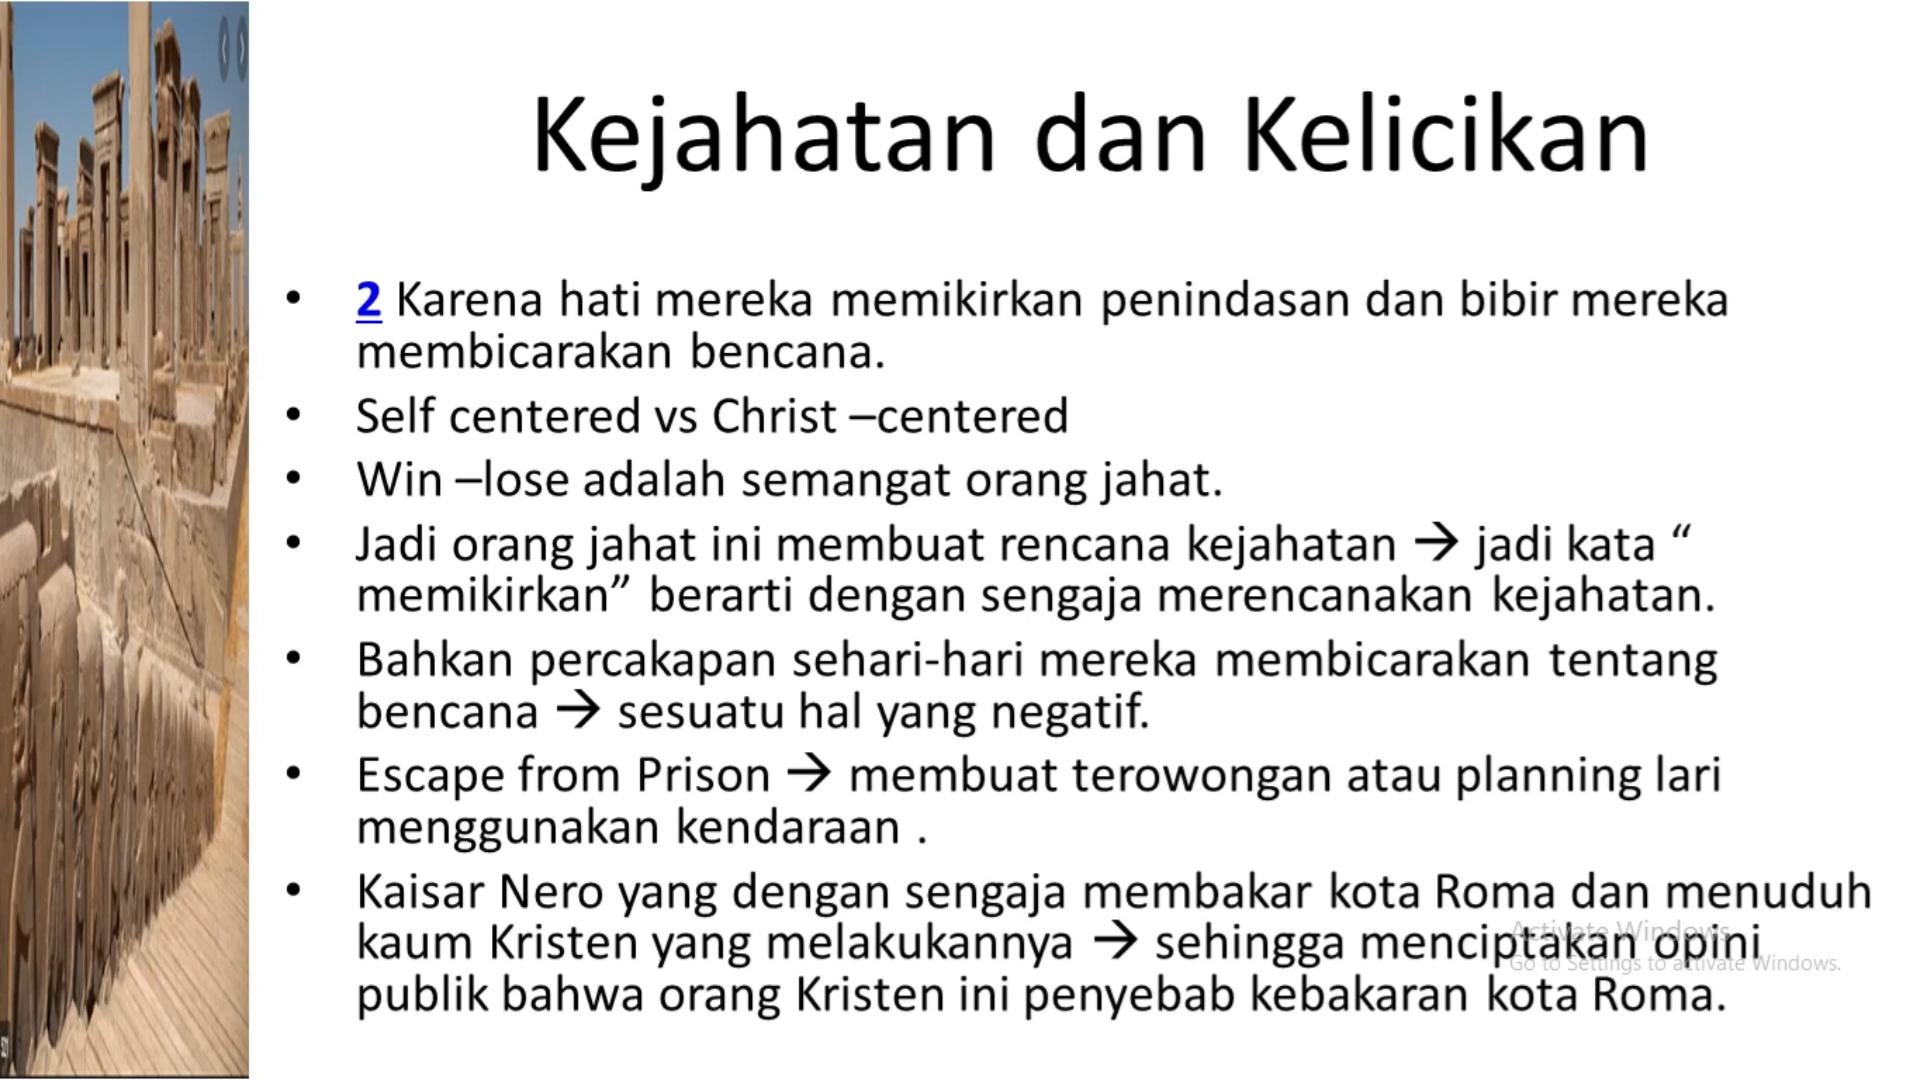 Kejahatan dan Kelicikan
• 2 Karena hati mereka memikirkan penindasan dan bibir mereka
membicarakan bencana.
• Self centered vs Christ –centered
• Win –lose adalah semangat orang jahat.
• Jadi orang jahat ini membuat rencana kejahatan → jadi kata “
memikirkan” berarti dengan sengaja merencanakan kejahatan.
• Bahkan percakapan sehari-hari mereka membicarakan tentang
bencana → sesuatu hal yang negatif.
• Escape from Prison → membuat terowongan atau planning lari
menggunakan kendaraan .
• Kaisar Nero yang dengan sengaja membakar kota Roma dan menuduh
kaum Kristen yang melakukannya → sehingga menciptakan opini
publik bahwa orang Kristen ini penyebab kebakaran kota Roma.
Activate Windows
Go to Settings to activate Windows.